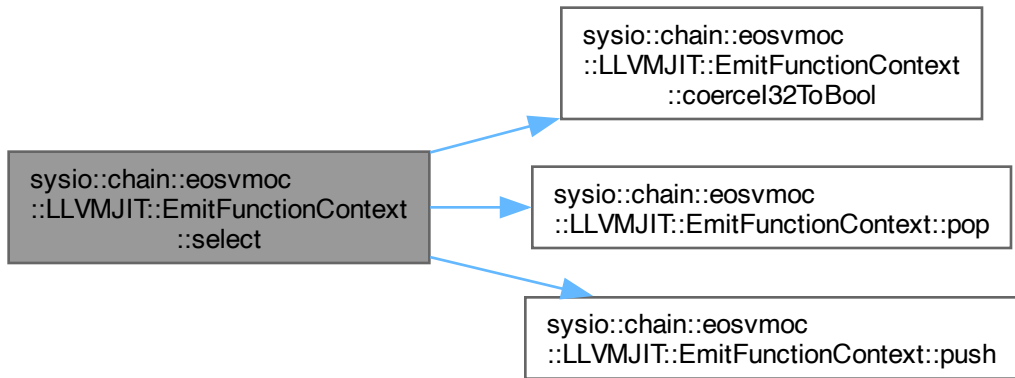 sysio::chain::eosvmoc
::LLVMJIT::EmitFunctionContext
::select
sysio::chain::eosvmoc
::LLVMJIT::EmitFunctionContext
::coerceI32ToBool
sysio::chain::eosvmoc
::LLVMJIT::EmitFunctionContext::pop
sysio::chain::eosvmoc
::LLVMJIT::EmitFunctionContext::push